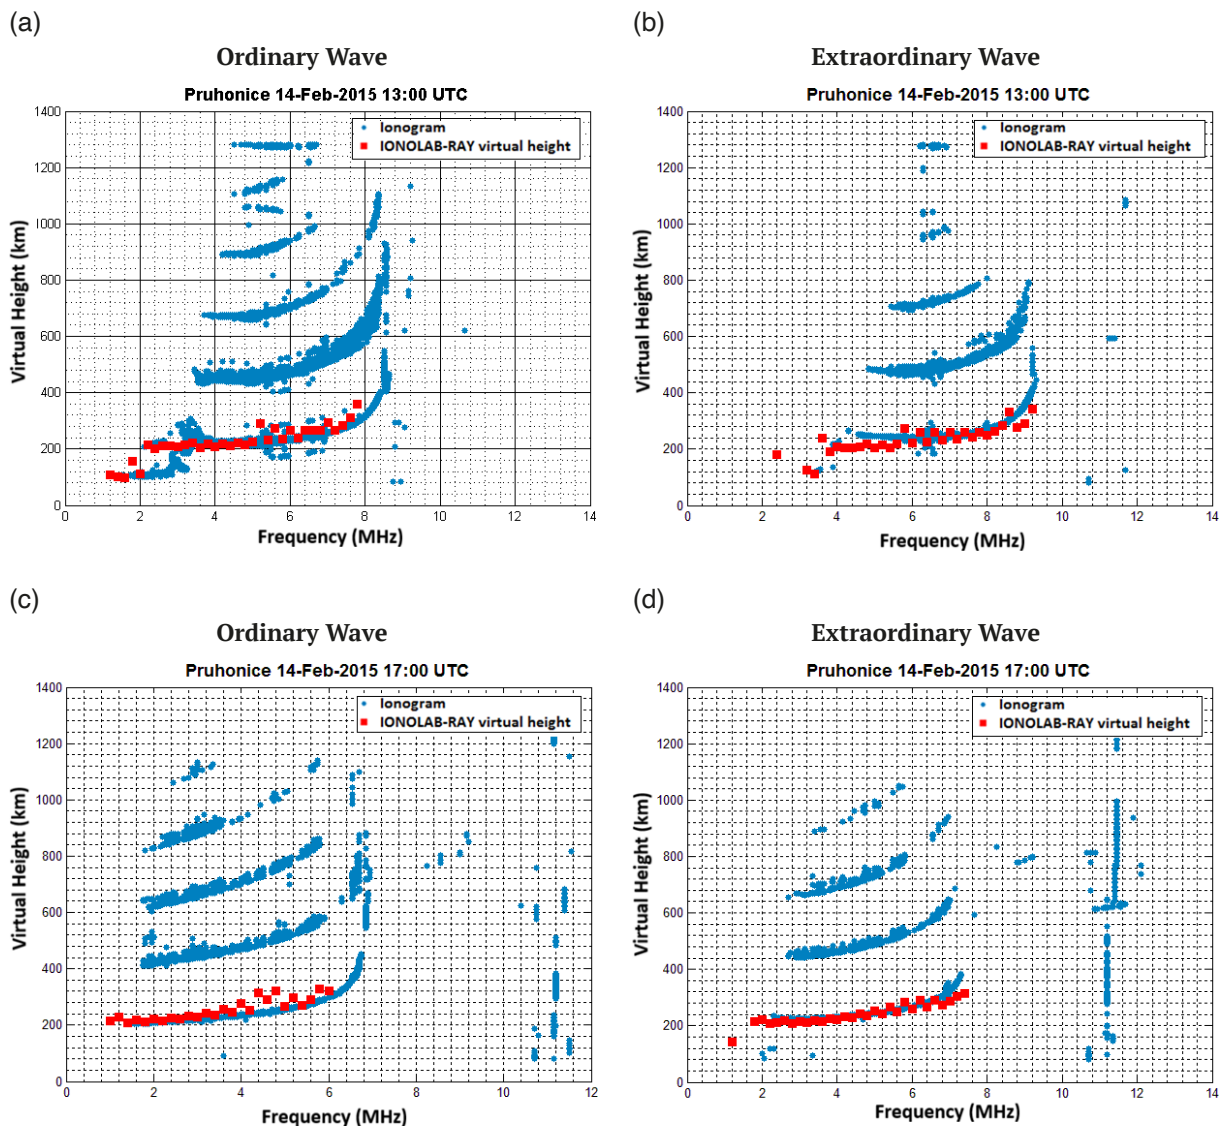 (a)
Ordinary Wave
Pruhonice 14-Feb-2015 13:00 UTC
Ionogram
IONOLAB-RAY virtual height
Virtual Height (km)
1400
1200
1000
800
600
400
200
0
0 2 4 6 8 10 12 14
Frequency (MHz)
(b)
Extraordinary Wave
Pruhonice 14-Feb-2015 13:00 UTC
Ionogram
IONOLAB-RAY virtual height
Virtual Height (km)
1400
1200
1000
800
600
400
200
0
0 2 4 6 8 10 12 14
Frequency (MHz)
(c)
Ordinary Wave
Pruhonice 14-Feb-2015 17:00 UTC
Ionogram
IONOLAB-RAY virtual height
Virtual Height (km)
1400
1200
1000
800
600
400
200
0
0 2 4 6 8 10 12
Frequency (MHz)
(d)
Extraordinary Wave
Pruhonice 14-Feb-2015 17:00 UTC
Ionogram
IONOLAB-RAY virtual height
Virtual Height (km)
1400
1200
1000
800
600
400
200
0
0 2 4 6 8 10 12 14
Frequency (MHz)